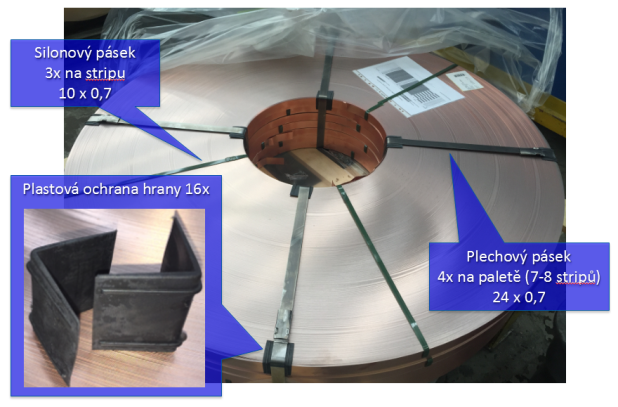 Silonový pásek
3x na stripu
10 x 0,7
Plastová ochrana hrany 16x
Plechový pásek
4x na paletě (7-8 stripů)
24 x 0,7